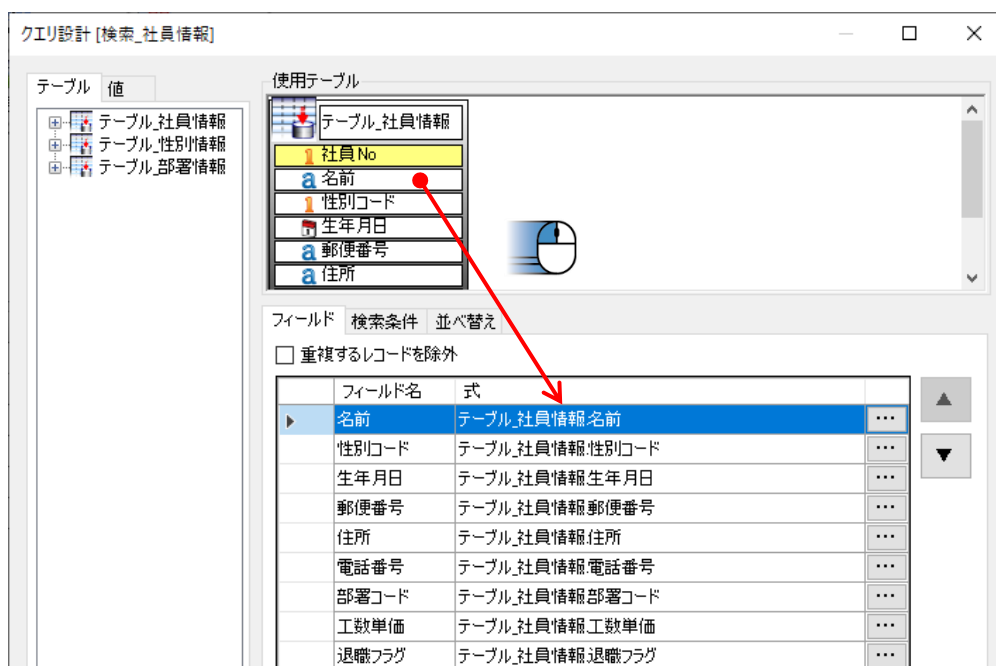 クエリ設計 [検索_社員情報]
テーブル 値
テーブル_社員情報
テーブル_性別情報
テーブル_部署情報
使用テーブル
テーブル_社員情報
1 社員No
a 名前
1 性別コード
生年月日
a 郵便番号
a 住所
フィールド 検索条件 並べ替え
重複するレコードを除外
フィールド名 式
名前 テーブル_社員情報.名前 ...
性別コード テーブル_社員情報.性別コード ...
生年月日 テーブル_社員情報.生年月日 ...
郵便番号 テーブル_社員情報.郵便番号 ...
住所 テーブル_社員情報.住所 ...
電話番号 テーブル_社員情報.電話番号 ...
部署コード テーブル_社員情報.部署コード ...
工数単価 テーブル_社員情報.工数単価 ...
退職フラグ テーブル_社員情報.退職フラグ ...